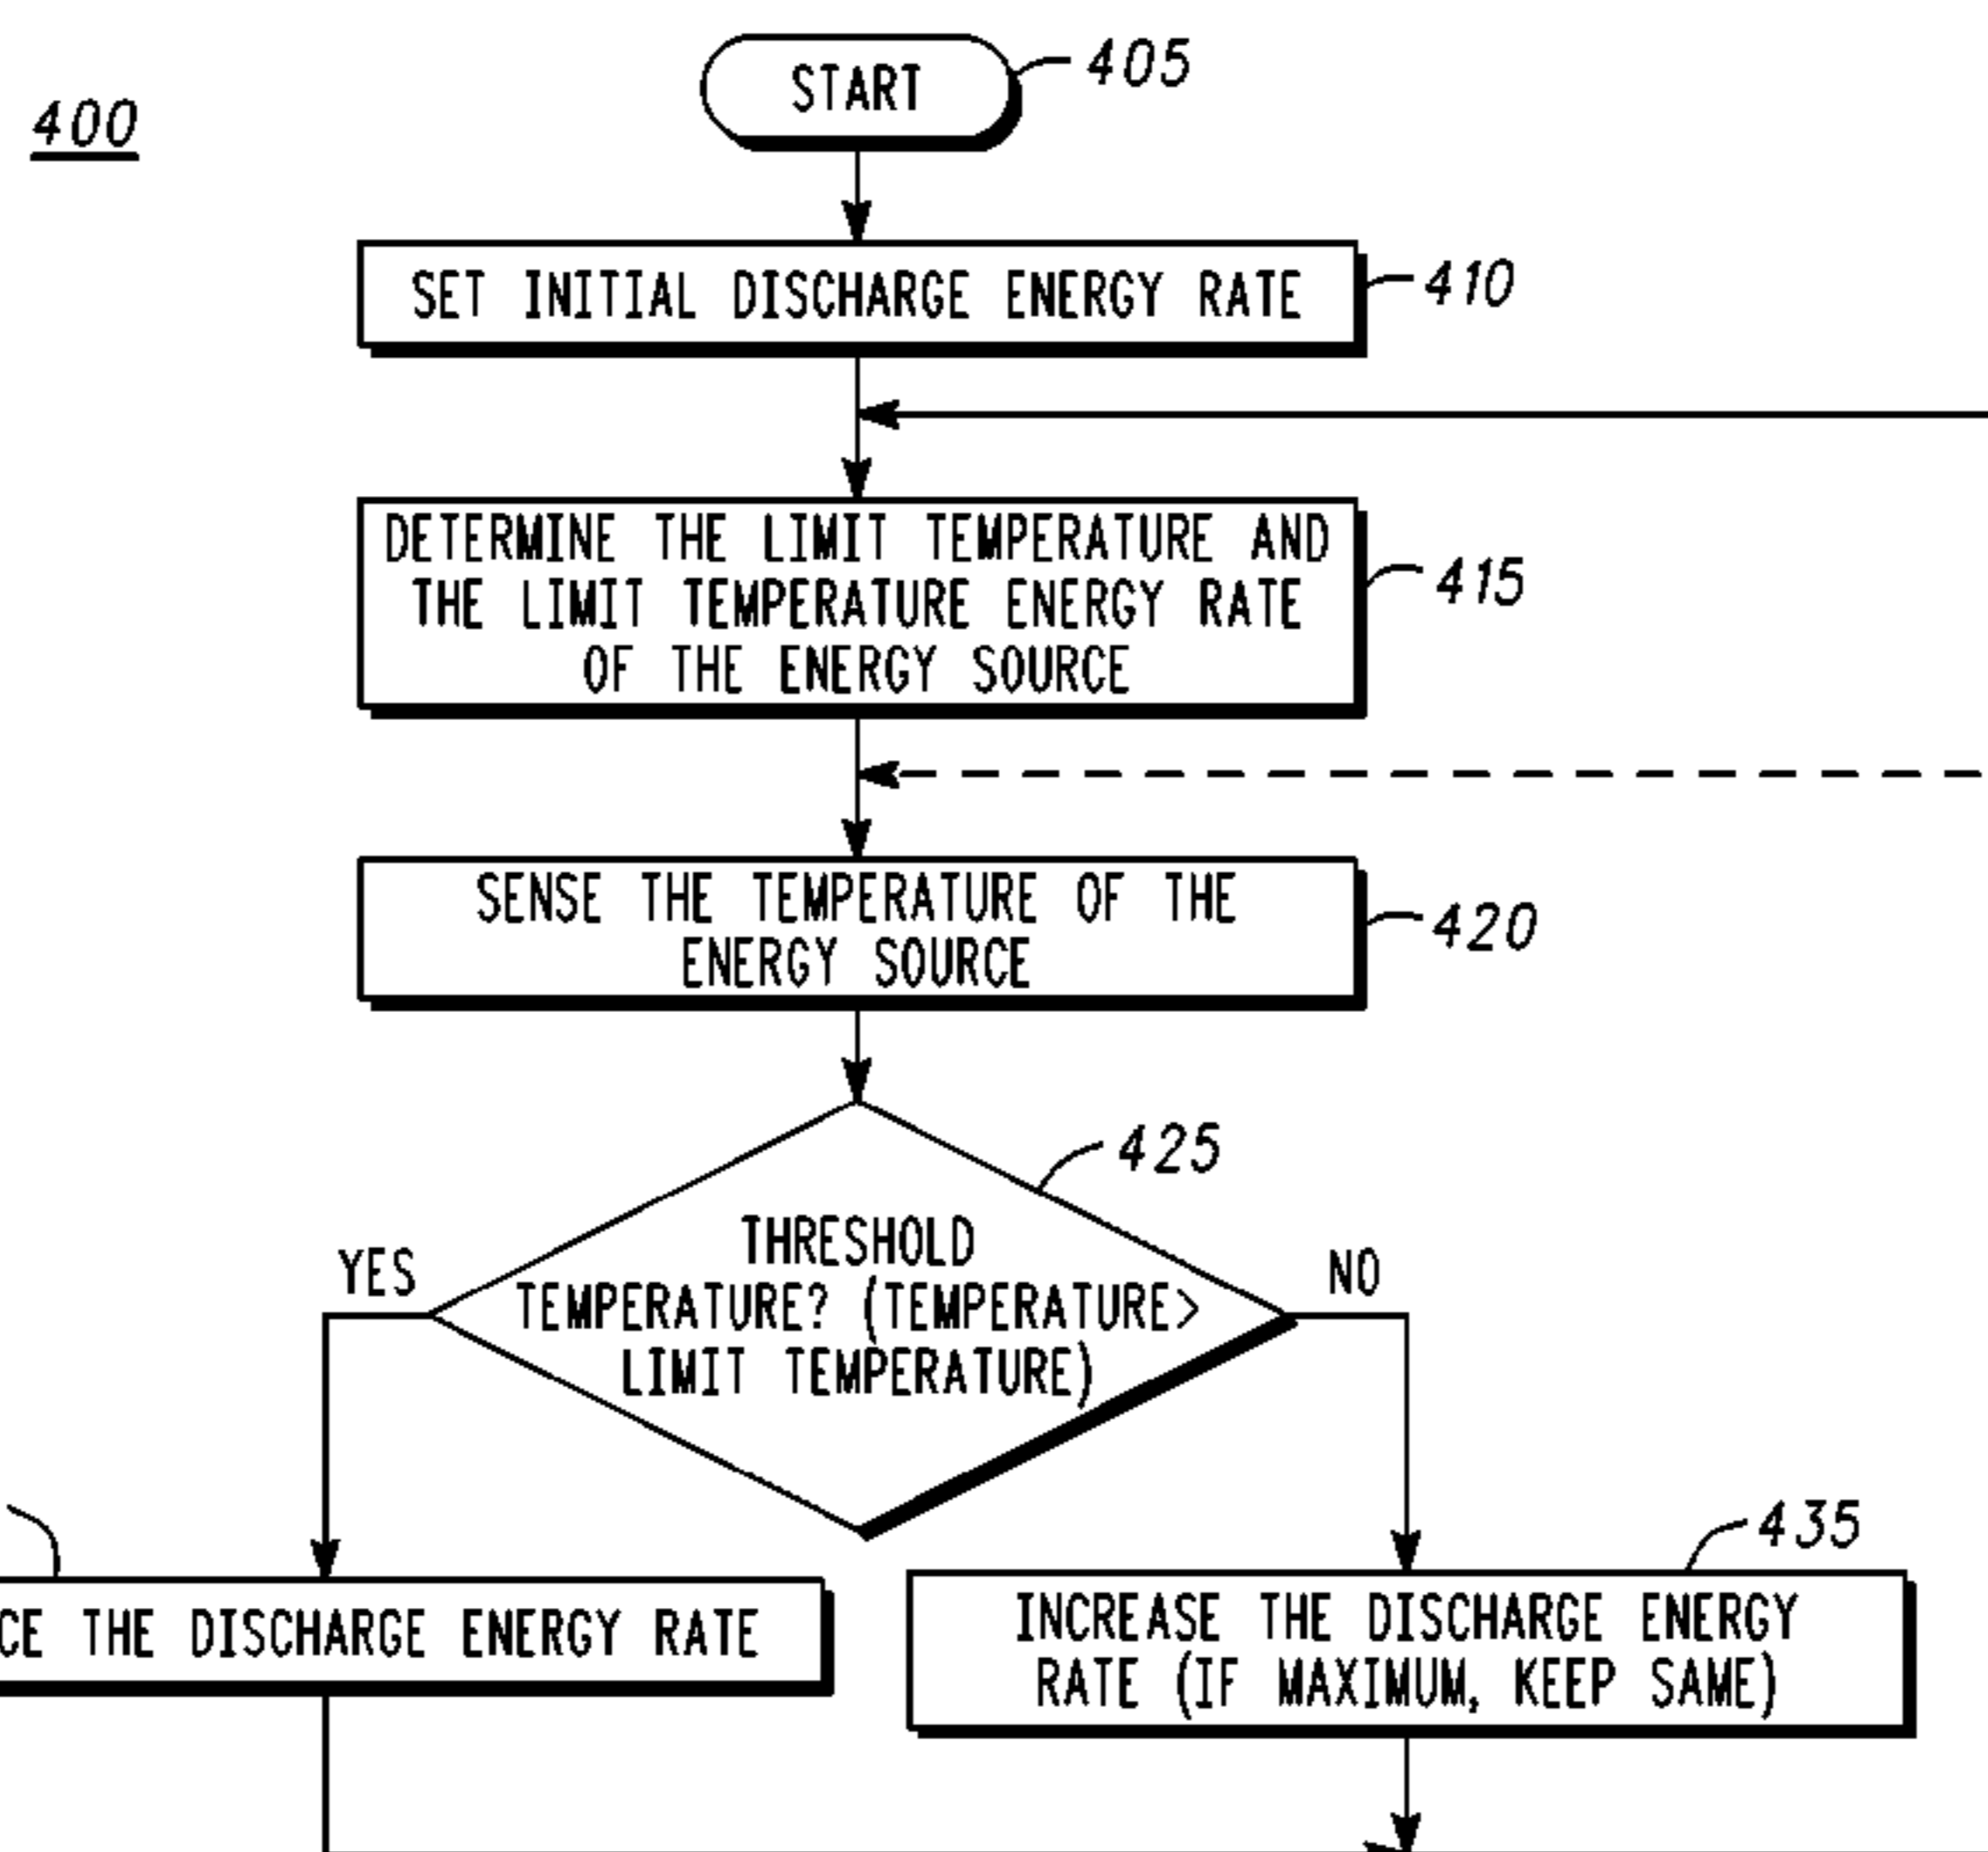 400
START
405
SET INITIAL DISCHARGE ENERGY RATE
410
DETERMINE THE LIMIT TEMPERATURE AND
THE LIMIT TEMPERATURE ENERGY RATE
OF THE ENERGY SOURCE
415
SENSE THE TEMPERATURE OF THE
ENERGY SOURCE
420
425
THRESHOLD
TEMPERATURE? (TEMPERATURE>
LIMIT TEMPERATURE)
YES
NO
THE DISCHARGE ENERGY RATE
435
INCREASE THE DISCHARGE ENERGY
RATE (IF MAXIMUM, KEEP SAME)